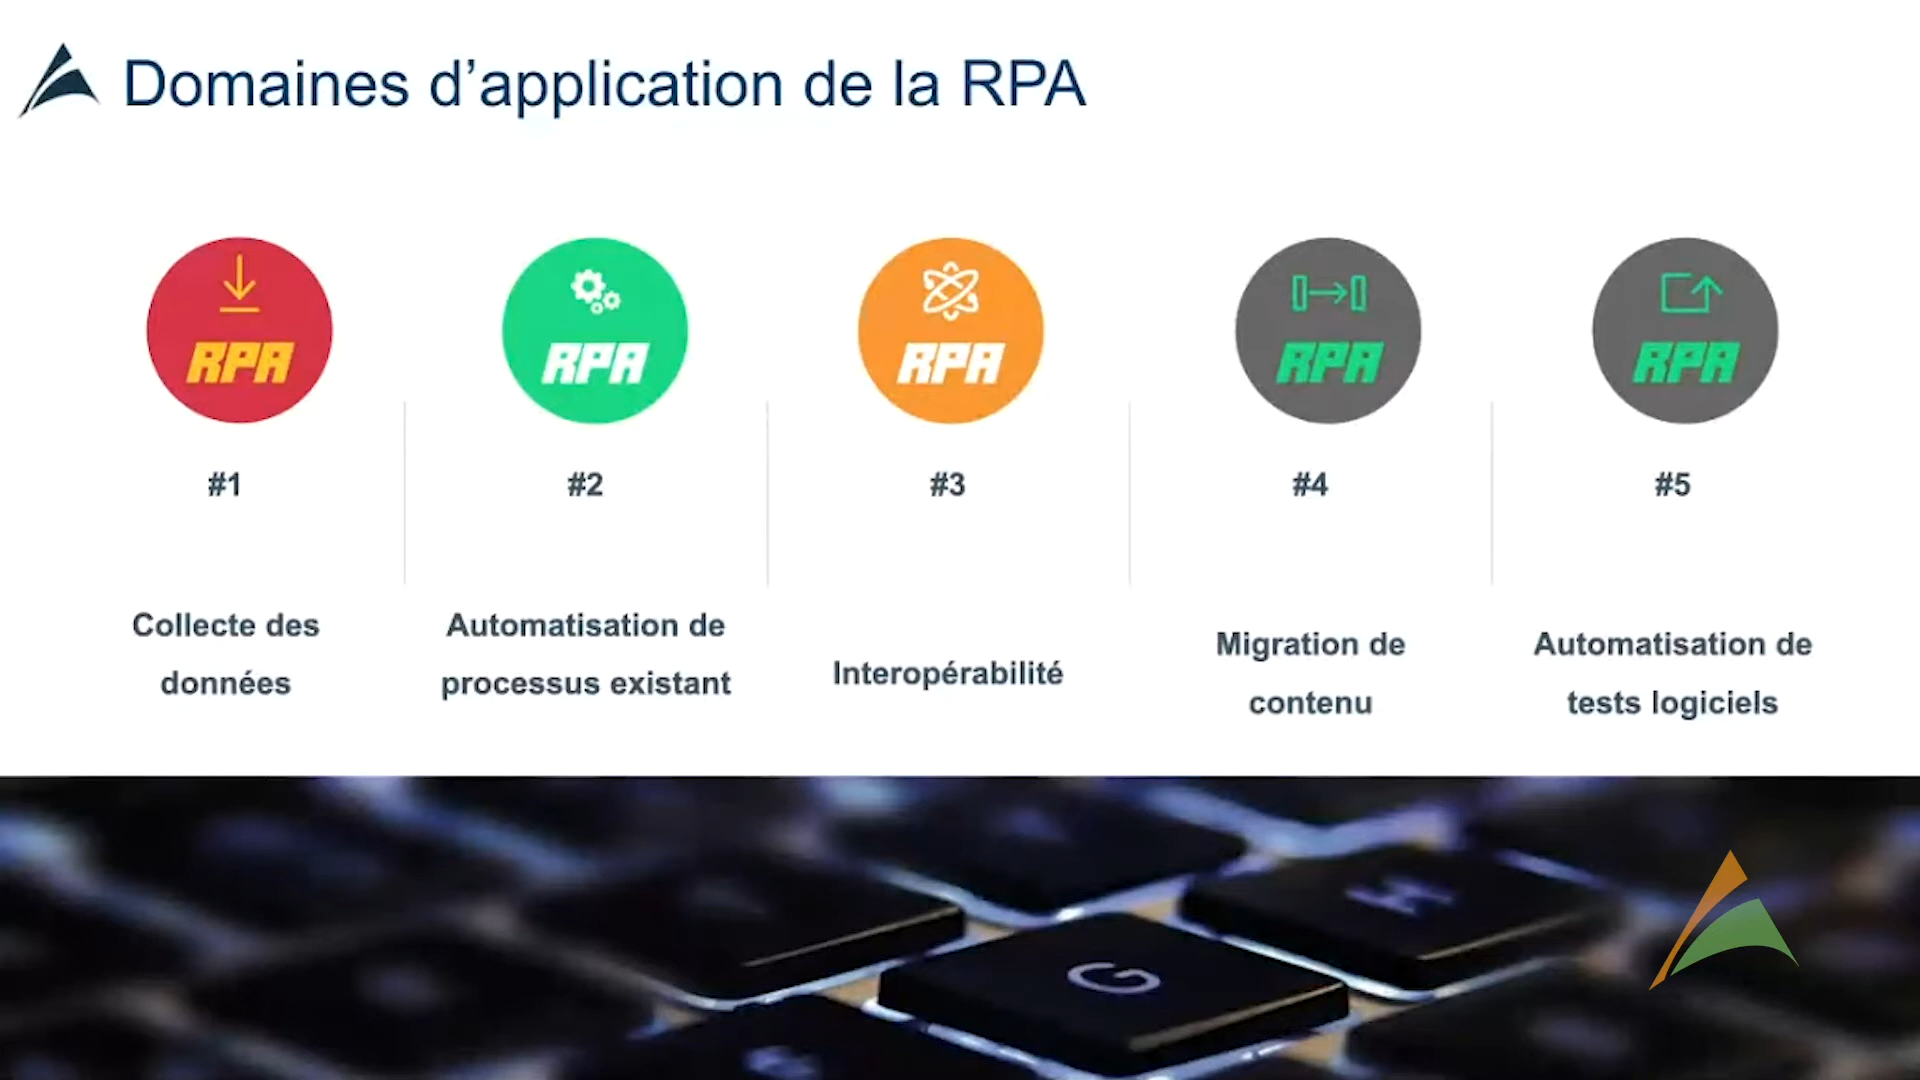 Domaines d’application de la RPA
RPA
RPA
RPA
RPA
RPA
#1
#2
#3
#4
#5
Collecte des
données
Automatisation de
processus existant
Interopérabilité
Migration de
contenu
Automatisation de
tests logiciels
G